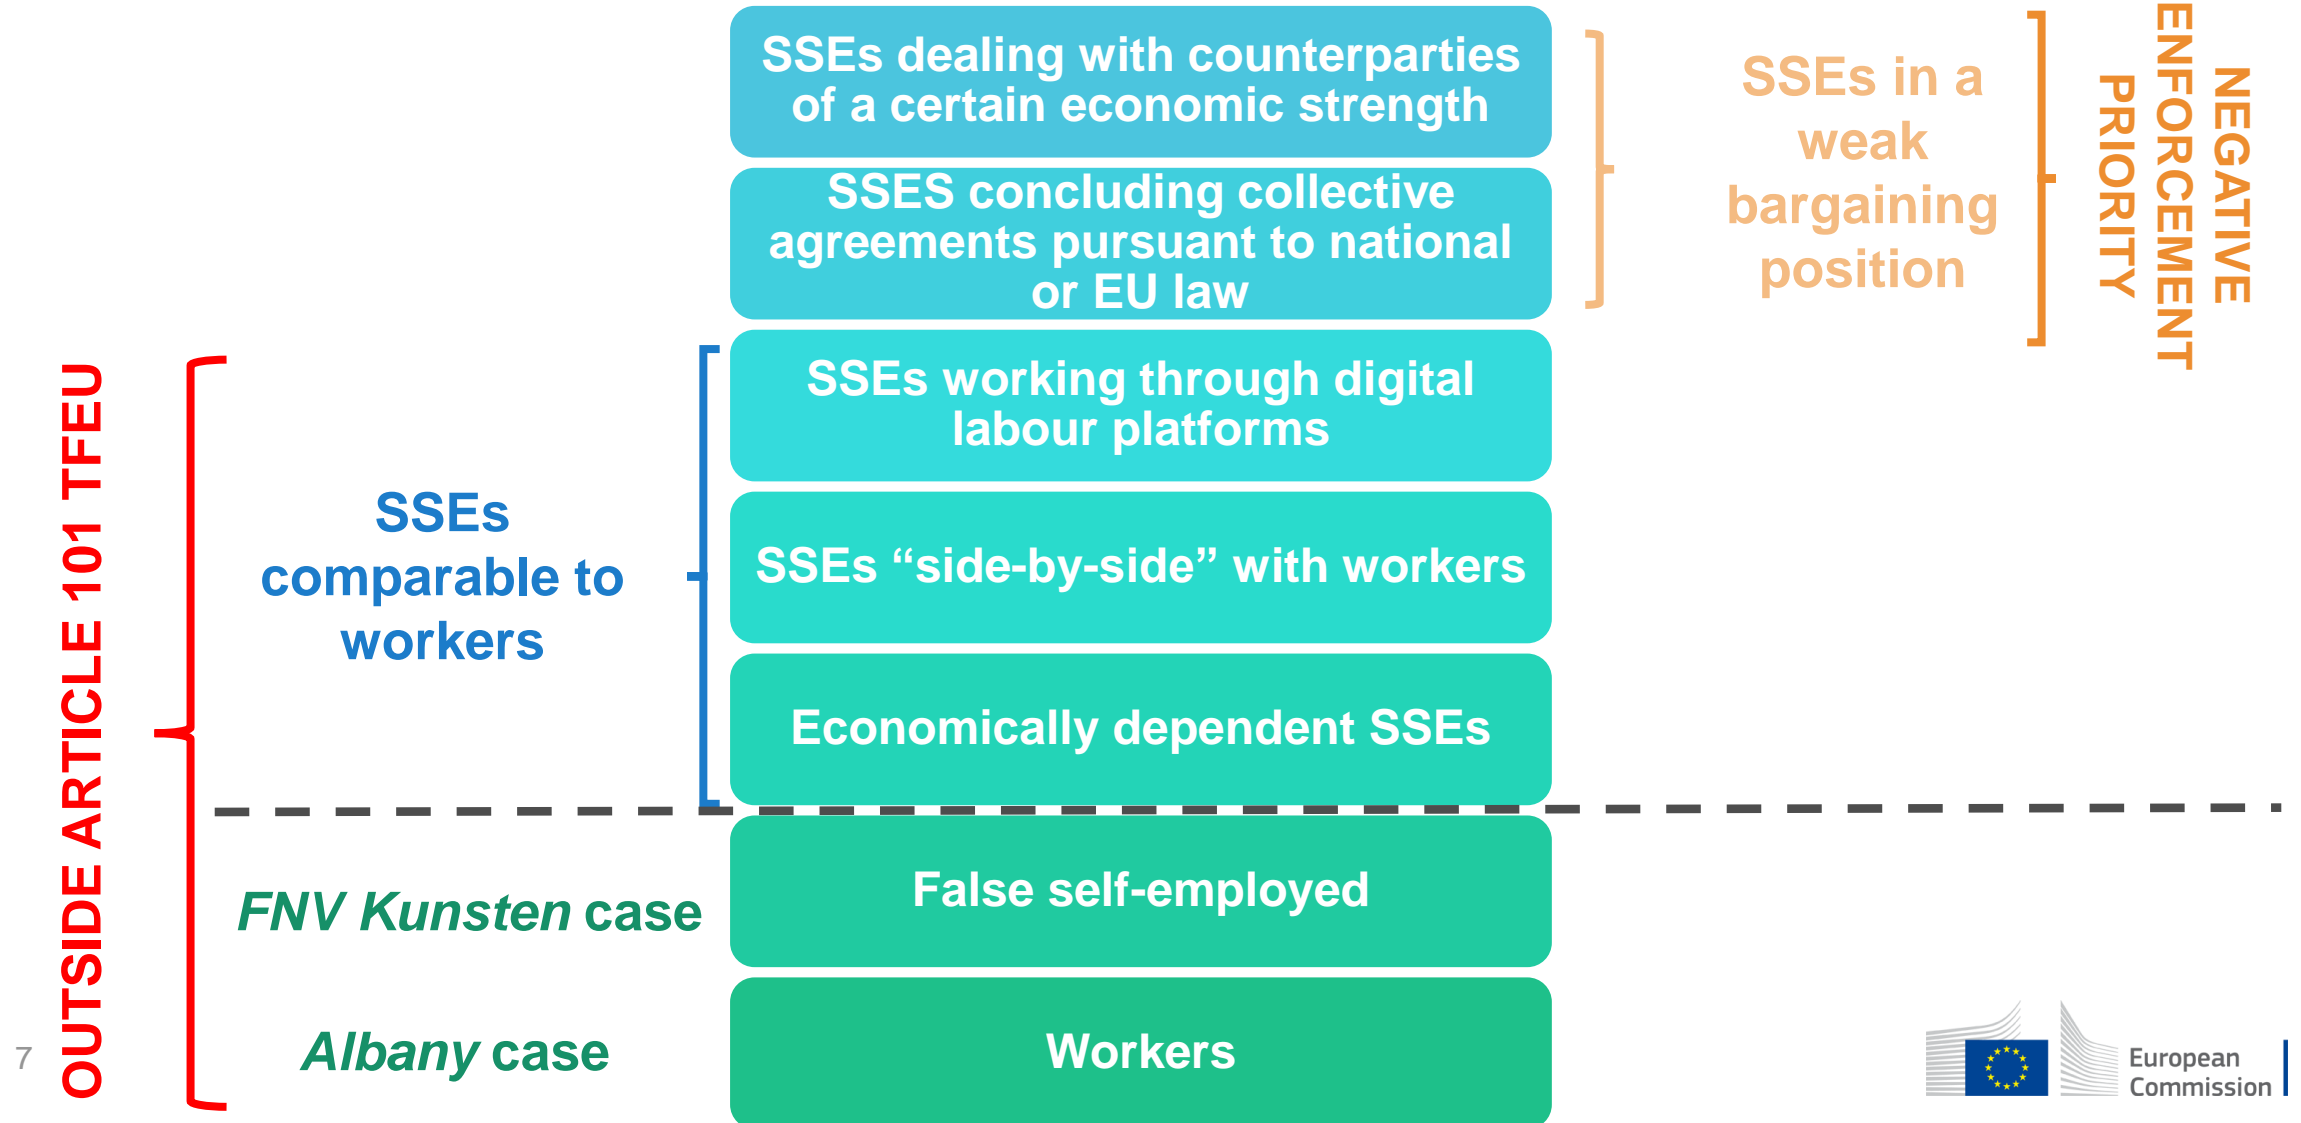 SSEs dealing with counterparties
of a certain economic strength
SSES concluding collective
agreements pursuant to national
or EU law
SSEs in a
weak
bargaining
position
NEGATIVE
ENFORCEMENT
PRIORITY
OUTSIDE ARTICLE 101 TFEU
SSEs
comparable to
workers
SSEs working through digital
labour platforms
SSEs “side-by-side” with workers
Economically dependent SSEs
FNV Kunsten case
False self-employed
Albany case
Workers
7
European
Commission